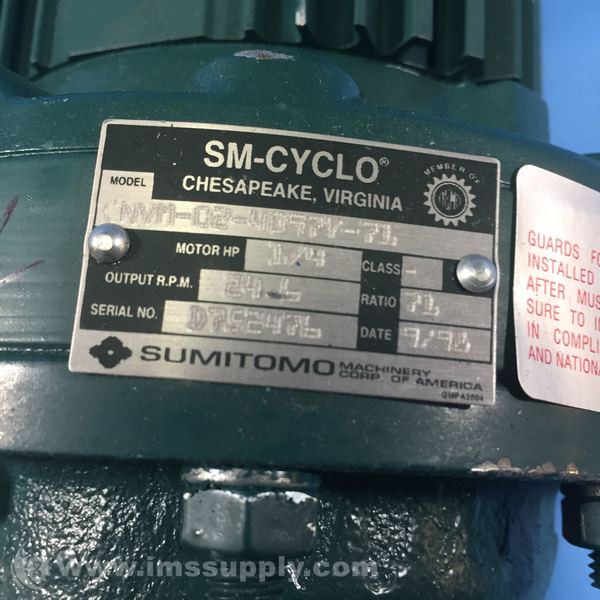 SM-CYCLO®
CHESAPEAKE, VIRGINIA
MEMBER OF
AGMA
MODEL CNVM-02-4097Y-71
MOTOR HP 1/4 CLASS -
OUTPUT R.P.M. 24.6 RATIO 71
SERIAL NO. D752476 DATE
SUMITOMO MACHINERY
CORP OF AMERICA
GMPA2804
GUARDS FO
INSTALLED
AFTER MUS
SURE TO I
IN COMPLI
AND NATIONA
www.imssupply.com